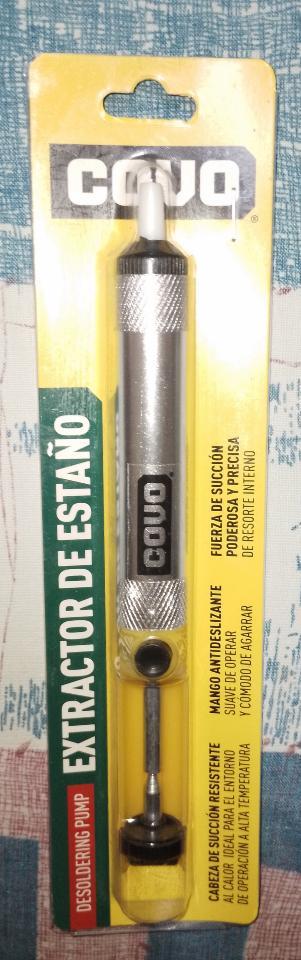 COVO
®
COVO
EXTRACTOR DE ESTAÑO
DESOLDERING PUMP
FUERZA DE SUCCIÓN
PODEROSA Y PRECISA
DE RESORTE INTERNO
MANGO ANTIDESLIZANTE
SUAVE DE OPERAR
Y CÓMODO DE AGARRAR
CABEZA DE SUCCIÓN RESISTENTE
AL CALOR IDEAL PARA EL ENTORNO
DE OPERACIÓN A ALTA TEMPERATURA